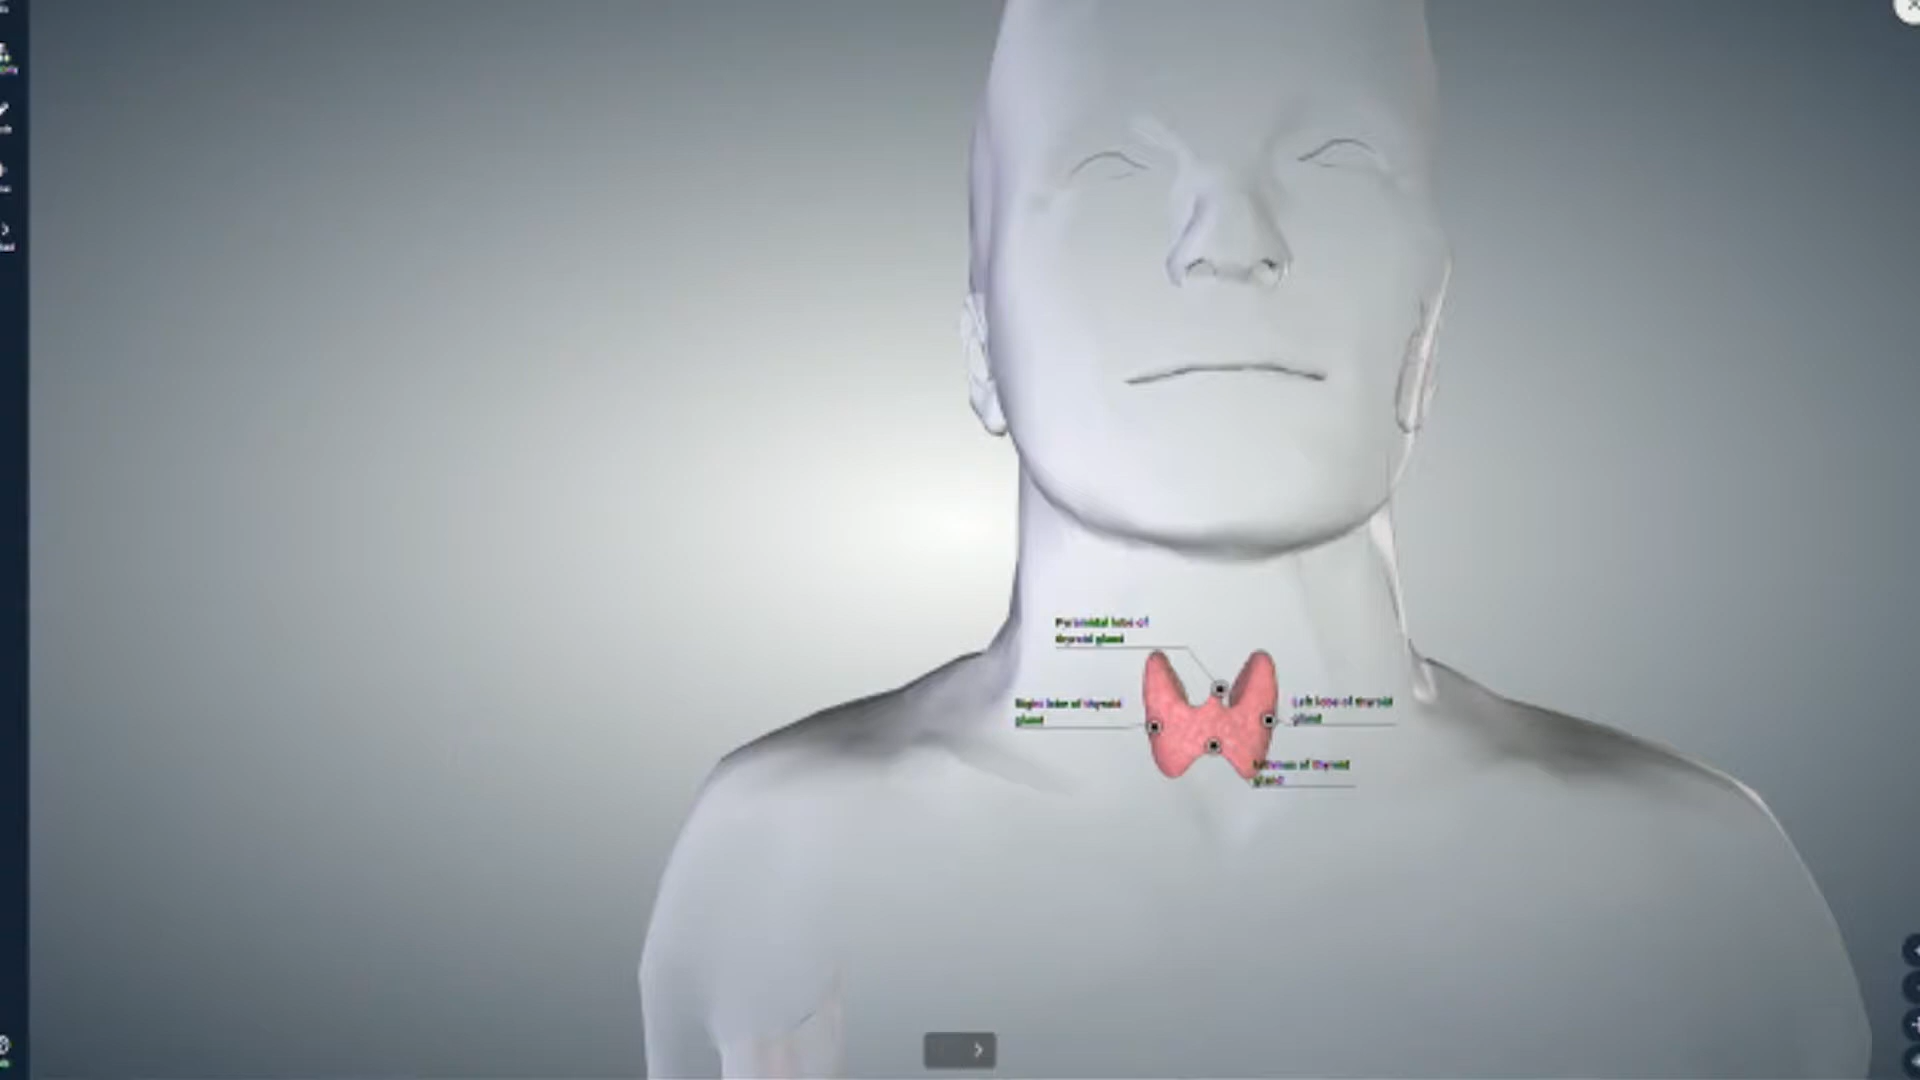 Pyramidal lobe of
thyroid gland
Right lobe of thyroid
gland
Left lobe of thyroid
gland
Isthmus of thyroid
gland